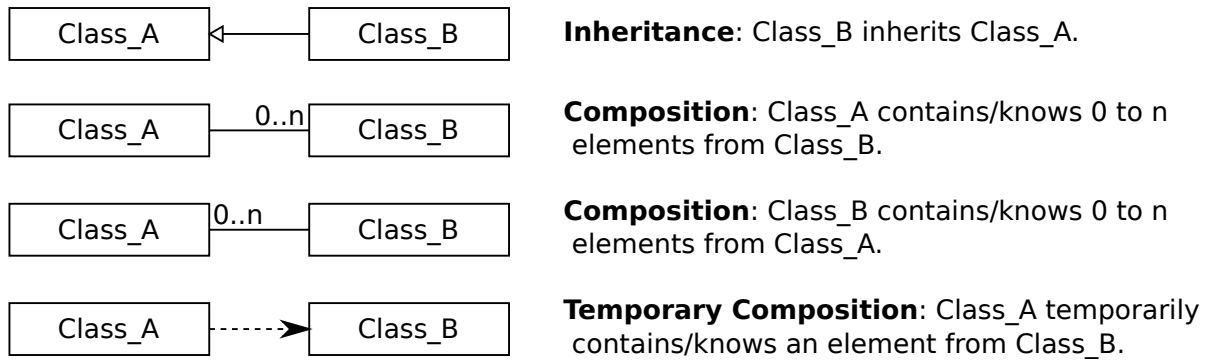 Class_A Class_B Inheritance: Class_B inherits Class_A.
Class_A 0..n Class_B Composition: Class_A contains/knows 0 to n
elements from Class_B.
Class_A 0..n Class_B Composition: Class_B contains/knows 0 to n
elements from Class_A.
Class_A Class_B Temporary Composition: Class_A temporarily
contains/knows an element from Class_B.